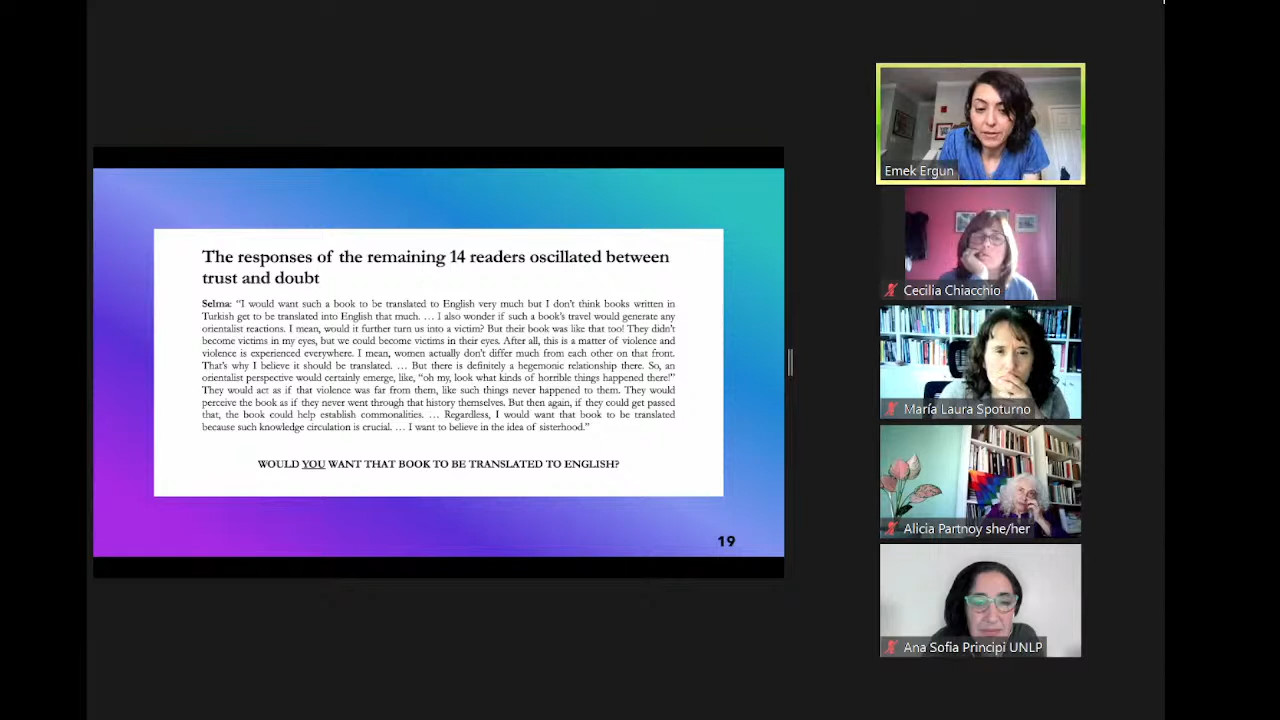 The responses of the remaining 14 readers oscillated between
trust and doubt
Selma: “I would want such a book to be translated to English very much but I don’t think books written in
Turkish get to be translated into English that much. … I also wonder if such a book’s travel would generate any
orientalist reactions. I mean, would it further turn us into a victim? But their book was like that too! They didn’t
become victims in my eyes, but we could become victims in their eyes. After all, this is a matter of violence and
violence is experienced everywhere. I mean, women actually don’t differ much from each other on that front.
That’s why I believe it should be translated. … But there is definitely a hegemonic relationship there. So, an
orientalist perspective would certainly emerge, like, “oh my, look what kinds of horrible things happened there!”
They would act as if that violence was far from them, like such things never happened to them. They would
perceive the book as if they never went through that history themselves. But then again, if they could get passed
that, the book could help establish commonalities. … Regardless, I would want that book to be translated
because such knowledge circulation is crucial. … I want to believe in the idea of sisterhood.”
WOULD YOU WANT THAT BOOK TO BE TRANSLATED TO ENGLISH?
19
Emek Ergun
Cecilia Chiacchio
María Laura Spoturno
Alicia Partnoy she/her
Ana Sofia Principi UNLP